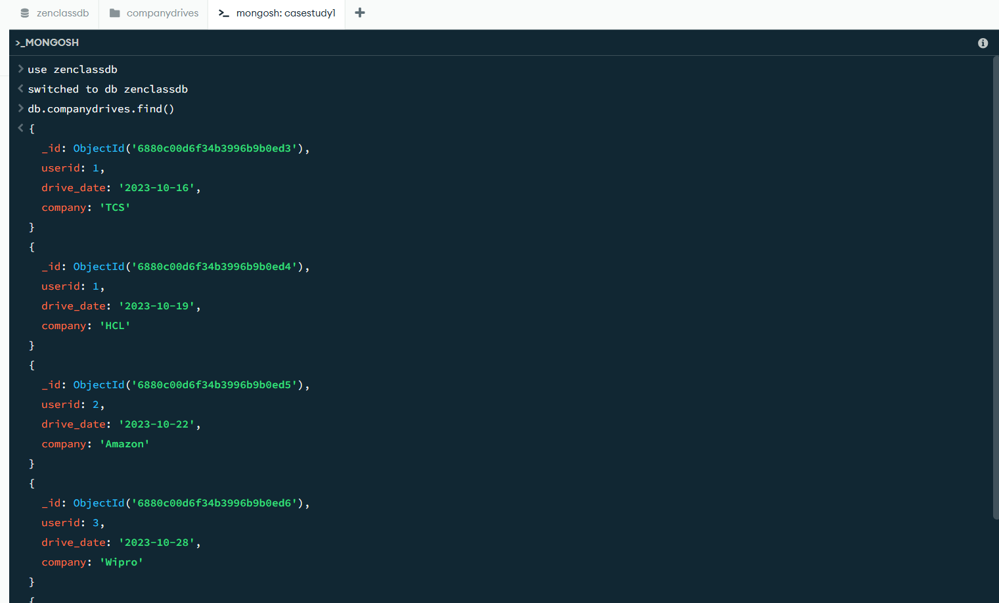 zenclassdb companydrives >_ mongosh: casestudy1 +
>_MONGOSH
> use zenclassdb
< switched to db zenclassdb
> db.companydrives.find()
< {
_id: ObjectId('6880c00d6f34b3996b9b0ed3'),
userid: 1,
drive_date: '2023-10-16',
company: 'TCS'
}
{
_id: ObjectId('6880c00d6f34b3996b9b0ed4'),
userid: 1,
drive_date: '2023-10-19',
company: 'HCL'
}
{
_id: ObjectId('6880c00d6f34b3996b9b0ed5'),
userid: 2,
drive_date: '2023-10-22',
company: 'Amazon'
}
{
_id: ObjectId('6880c00d6f34b3996b9b0ed6'),
userid: 3,
drive_date: '2023-10-28',
company: 'Wipro'
}
{